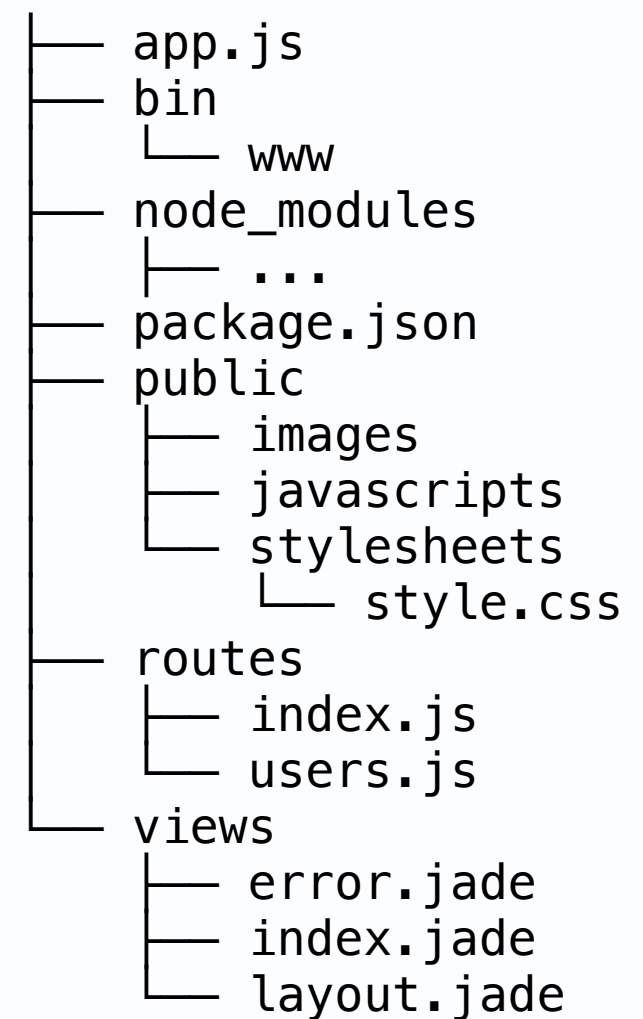 ├── app.js
├── bin
│   └── www
├── node_modules
│   ├── ...
├── package.json
├── public
│   ├── images
│   ├── javascripts
│   └── stylesheets
│       └── style.css
├── routes
│   ├── index.js
│   └── users.js
└── views
    ├── error.jade
    ├── index.jade
    └── layout.jade